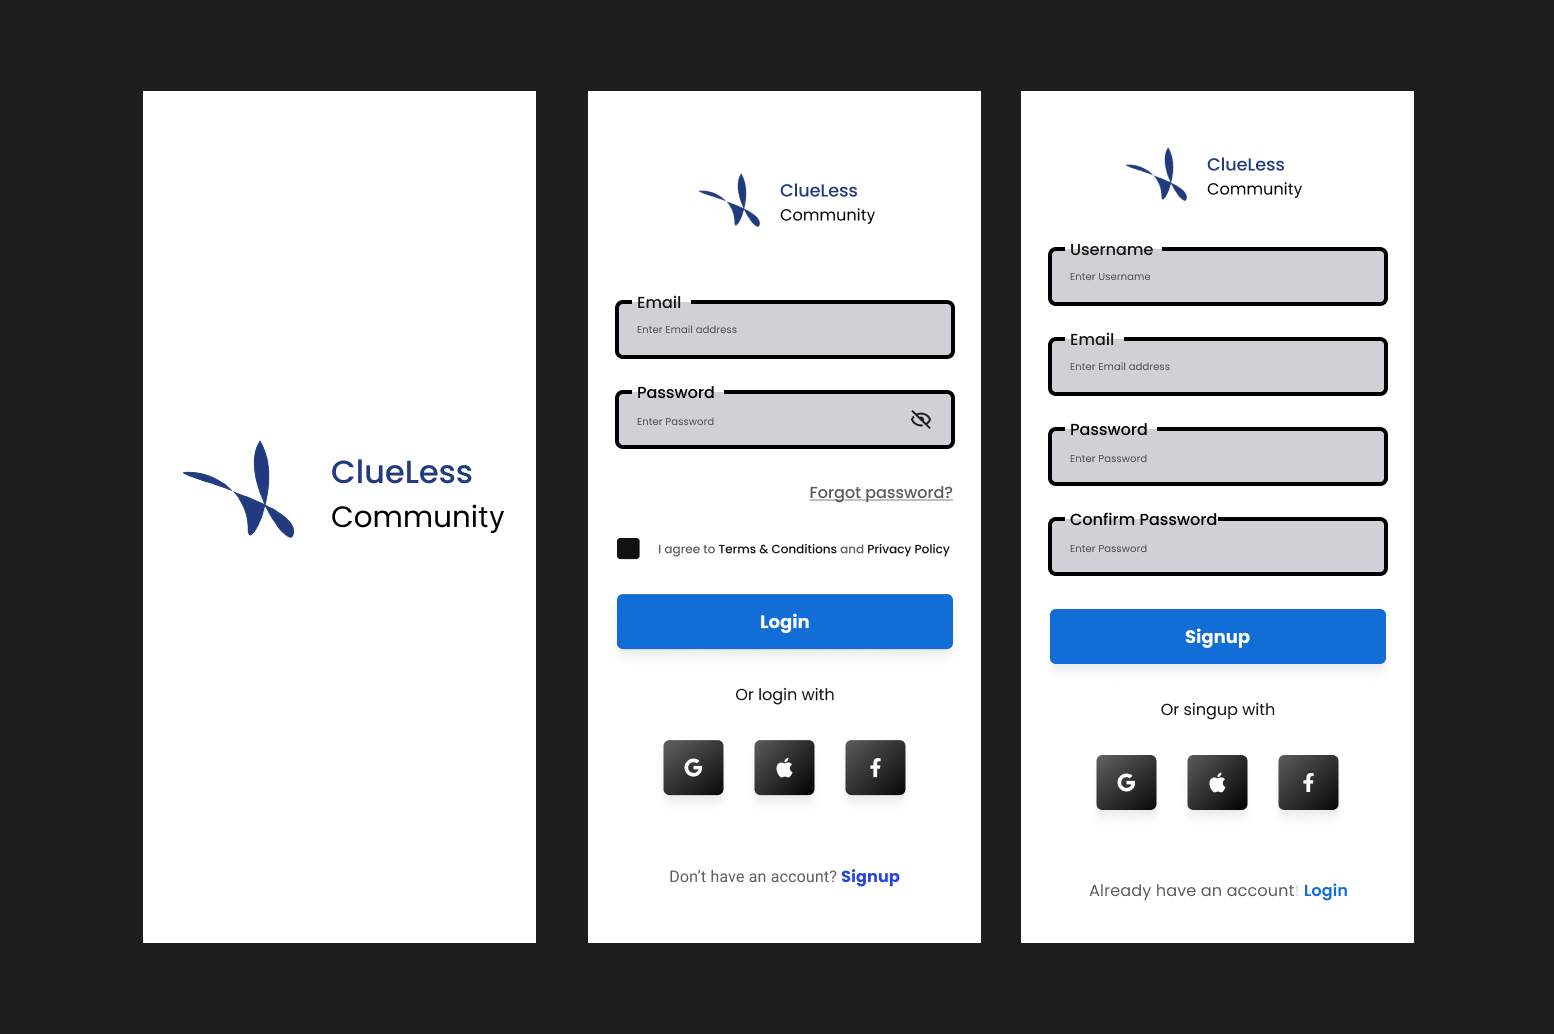 ClueLess
Community
ClueLess
Community
Email
Enter Email address
Password
Enter Password
Forgot password?
I agree to Terms & Conditions and Privacy Policy
Login
Or login with
G
f
Don't have an account? Signup
ClueLess
Community
Username
Enter Username
Email
Enter Email address
Password
Enter Password
Confirm Password
Enter Password
Signup
Or singup with
G
f
Already have an account! Login